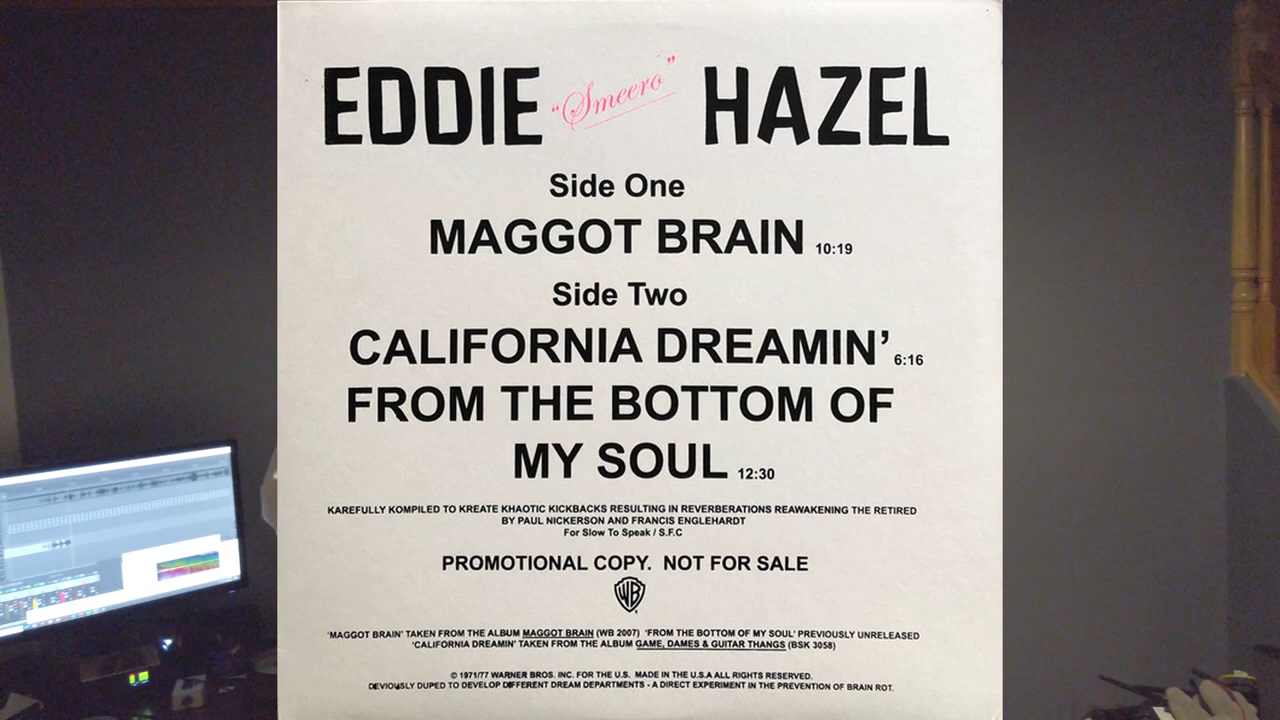 EDDIE "Smeero" HAZEL
Side One
MAGGOT BRAIN 10:19
Side Two
CALIFORNIA DREAMIN' 6:16
FROM THE BOTTOM OF
MY SOUL 12:30
KAREFULLY KOMPILED TO KREATE KHAOTIC KICKBACKS RESULTING IN REVERBERATIONS REAWAKENING THE RETIRED
BY PAUL NICKERSON AND FRANCIS ENGLEHARDT
For Slow To Speak / S.F.C
PROMOTIONAL COPY. NOT FOR SALE
WB
'MAGGOT BRAIN' TAKEN FROM THE ALBUM MAGGOT BRAIN (WB 2007) 'FROM THE BOTTOM OF MY SOUL' PREVIOUSLY UNRELEASED
'CALIFORNIA DREAMIN' TAKEN FROM THE ALBUM GAME, DAMES & GUITAR THANGS (BSK 3058)
© 1971/77 WARNER BROS. INC. FOR THE U.S. MADE IN THE U.S.A ALL RIGHTS RESERVED.
DEVIOUSLY DUPED TO DEVELOP DIFFERENT DREAM DEPARTMENTS - A DIRECT EXPERIMENT IN THE PREVENTION OF BRAIN ROT.